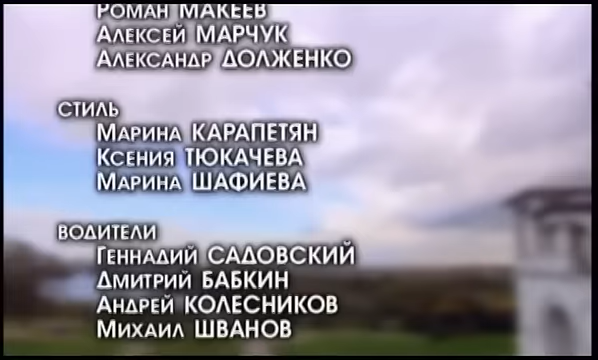 Роман МАКЕЕВ
Алексей МАРЧУК
Александр ДОЛЖЕНКО
СТИЛЬ
Марина КАРАПЕТЯН
Ксения ТЮКАЧЕВА
Марина ШАФИЕВА
ВОДИТЕЛИ
Геннадий САДОВСКИЙ
Дмитрий БАБКИН
Андрей КОЛЕСНИКОВ
Михаил ШВАНОВ